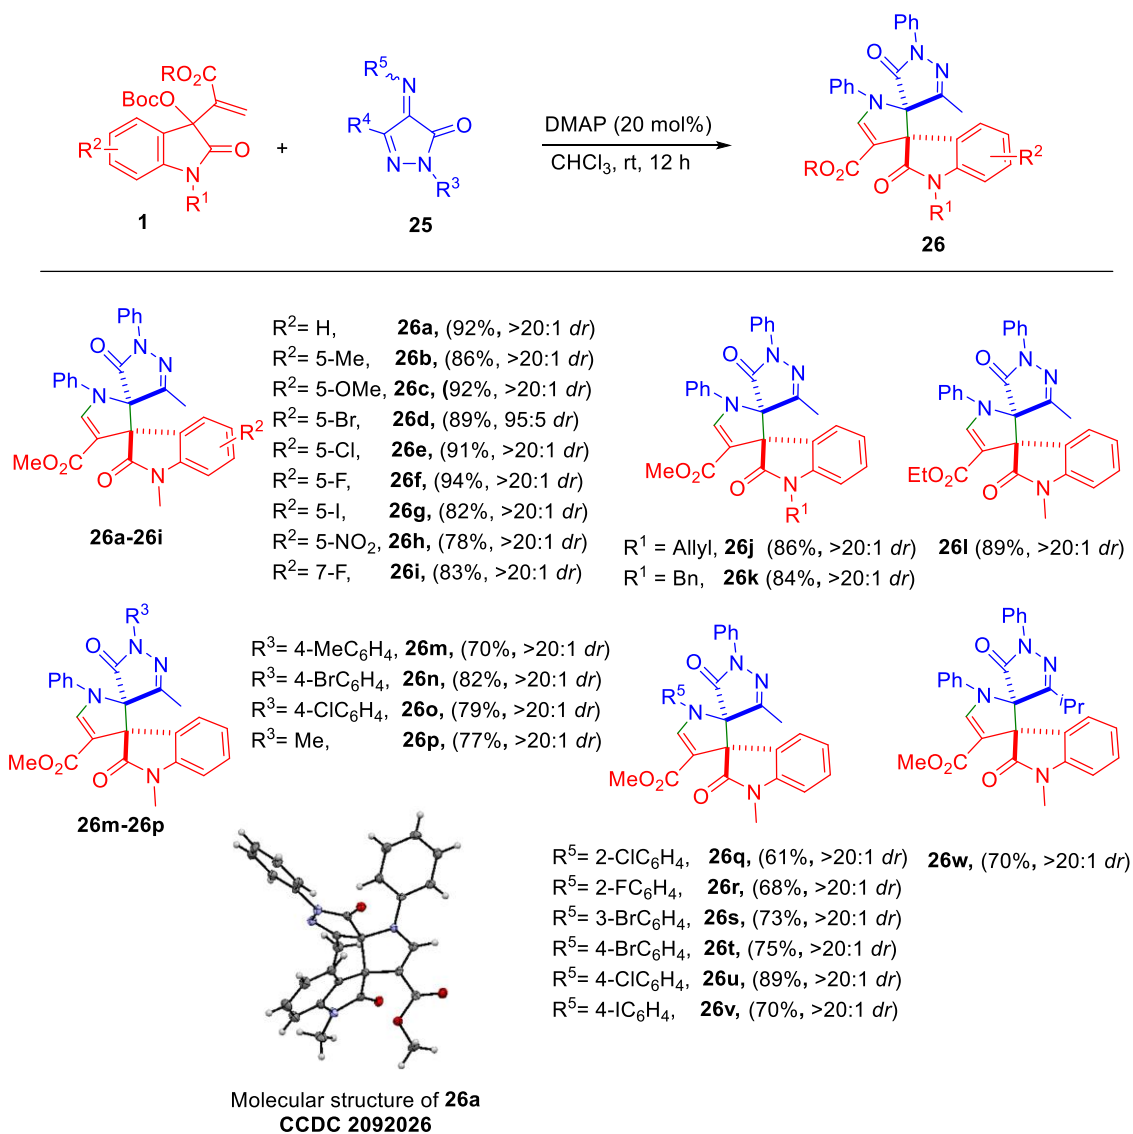 RO₂C
BocO
R²
O
N
R¹
1
+
R⁵
N
R⁴
O
N
N
R³
25
DMAP (20 mol%)
CHCl₃, rt, 12 h
Ph
O
N
N
Ph
N
R²
RO₂C
O
N
R¹
26
Ph
O
N
N
Ph
N
R²
MeO₂C
O
N
26a-26i
R²= H, 26a, (92%, >20:1 dr)
R²= 5-Me, 26b, (86%, >20:1 dr)
R²= 5-OMe, 26c, (92%, >20:1 dr)
R²= 5-Br, 26d, (89%, 95:5 dr)
R²= 5-Cl, 26e, (91%, >20:1 dr)
R²= 5-F, 26f, (94%, >20:1 dr)
R²= 5-I, 26g, (82%, >20:1 dr)
R²= 5-NO₂, 26h, (78%, >20:1 dr)
R²= 7-F, 26i, (83%, >20:1 dr)
Ph
O
N
N
Ph
N
MeO₂C
O
N
R¹
R¹ = Allyl, 26j (86%, >20:1 dr)
R¹ = Bn, 26k (84%, >20:1 dr)
Ph
O
N
N
Ph
N
EtO₂C
O
N
26l (89%, >20:1 dr)
R³
O
N
N
Ph
N
MeO₂C
O
N
26m-26p
R³= 4-MeC₆H₄, 26m, (70%, >20:1 dr)
R³= 4-BrC₆H₄, 26n, (82%, >20:1 dr)
R³= 4-ClC₆H₄, 26o, (79%, >20:1 dr)
R³= Me, 26p, (77%, >20:1 dr)
Ph
O
N
N
R⁵
N
MeO₂C
O
N
R⁵= 2-ClC₆H₄, 26q, (61%, >20:1 dr)
R⁵= 2-FC₆H₄, 26r, (68%, >20:1 dr)
R⁵= 3-BrC₆H₄, 26s, (73%, >20:1 dr)
R⁵= 4-BrC₆H₄, 26t, (75%, >20:1 dr)
R⁵= 4-ClC₆H₄, 26u, (89%, >20:1 dr)
R⁵= 4-IC₆H₄, 26v, (70%, >20:1 dr)
Ph
O
N
N
Ph
N
iPr
MeO₂C
O
N
26w, (70%, >20:1 dr)
Molecular structure of 26a
CCDC 2092026